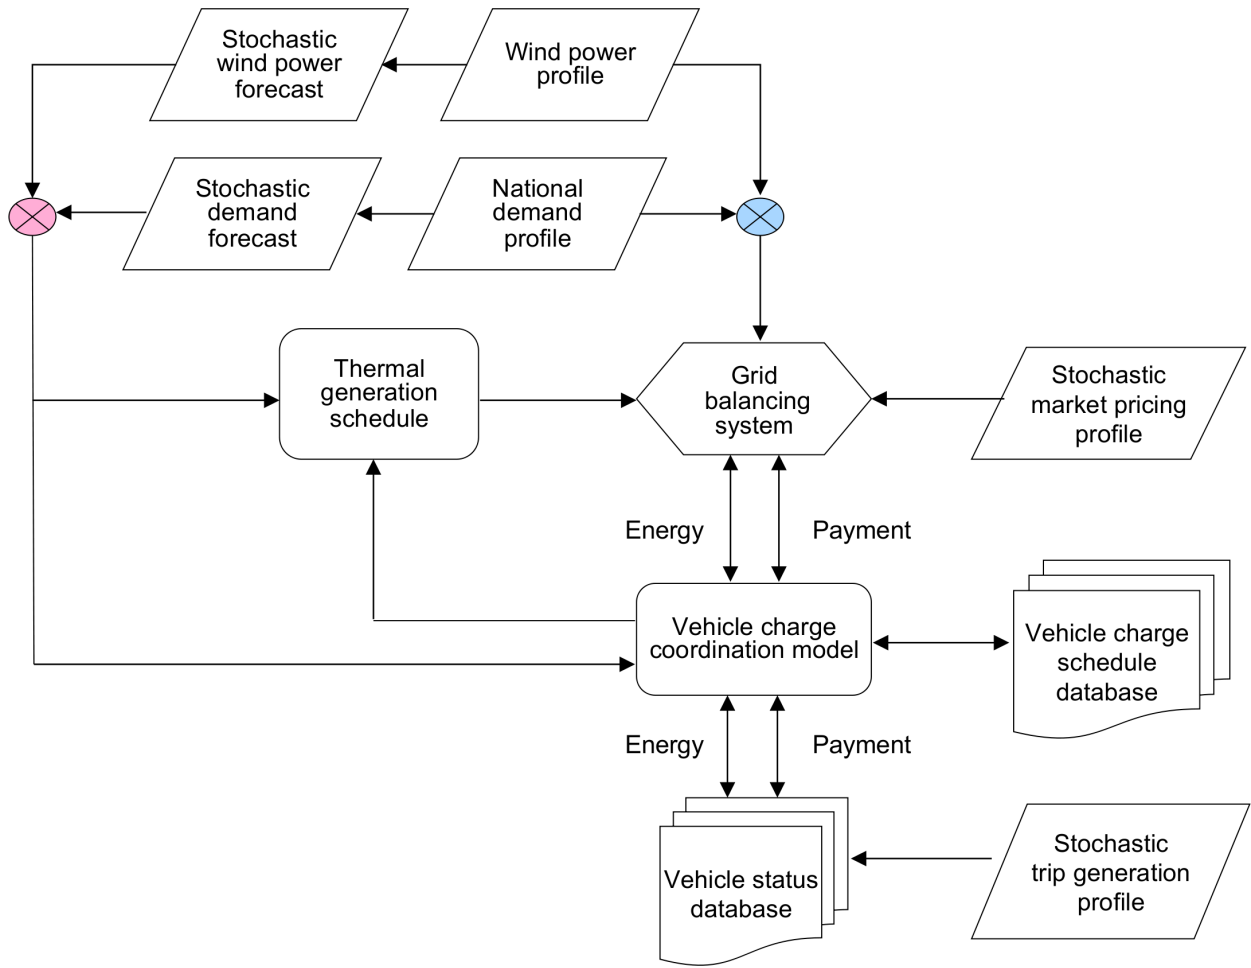 Stochastic
wind power
forecast
Wind power
profile
Stochastic
demand
forecast
National
demand
profile
Thermal
generation
schedule
Grid
balancing
system
Stochastic
market pricing
profile
Energy
Payment
Vehicle charge
coordination model
Vehicle charge
schedule
database
Energy
Payment
Vehicle status
database
Stochastic
trip generation
profile